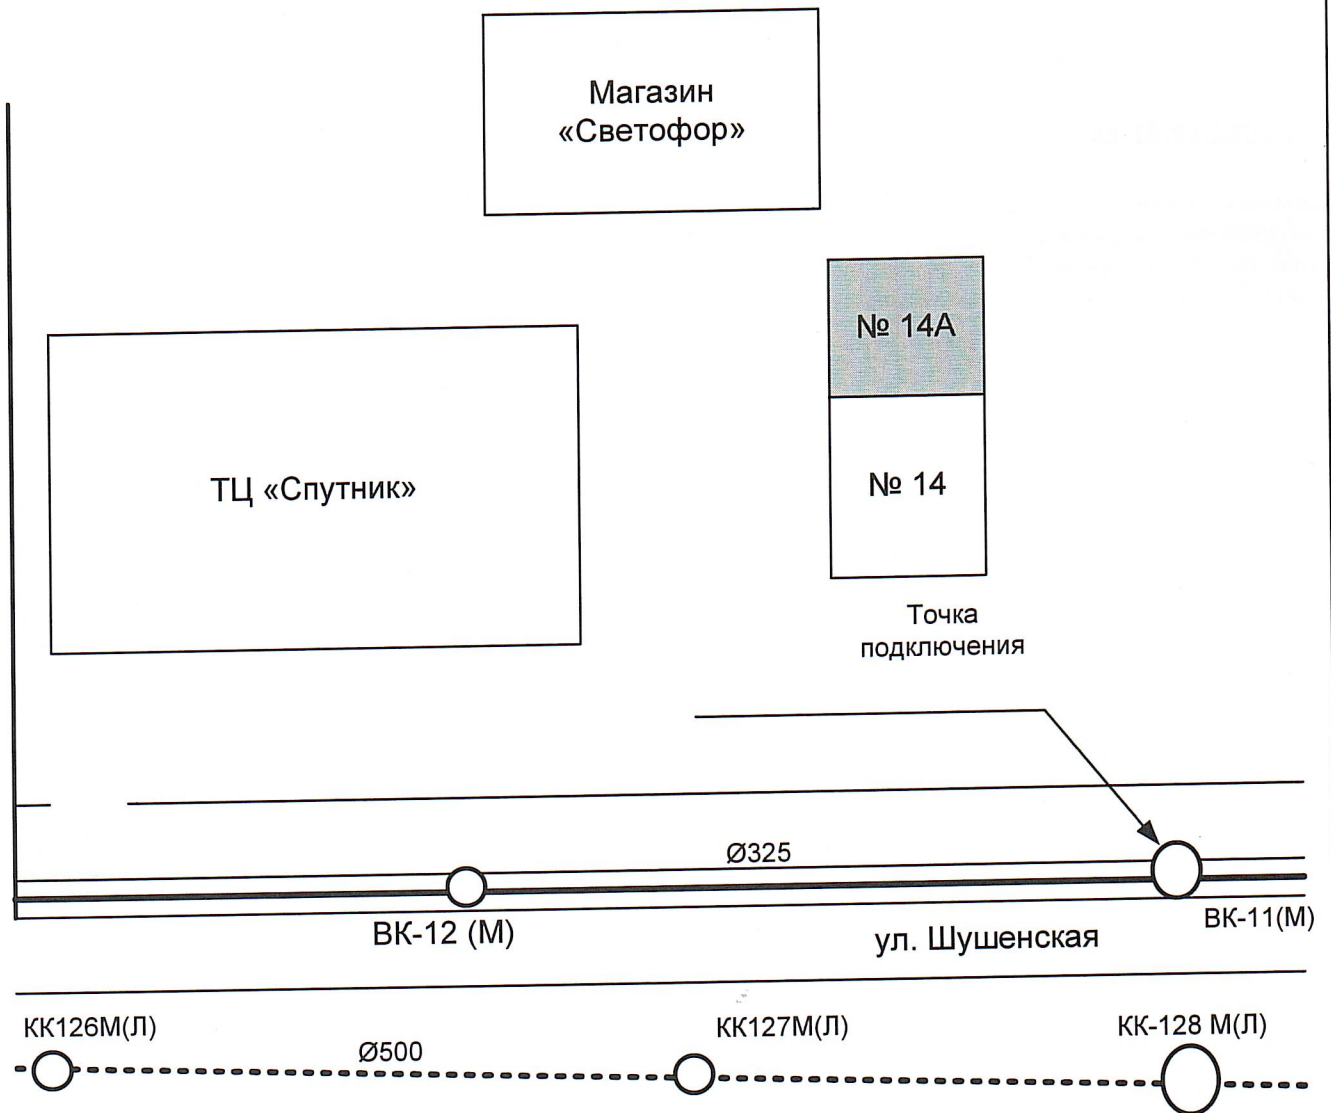 Магазин
«Светофор»
№ 14А
ТЦ «Спутник»
№ 14
Точка
подключения
Ø325
ВК-12 (М)
ул. Шушенская
ВК-11(М)
КК126М(Л)
КК127М(Л)
КК-128 М(Л)
Ø500